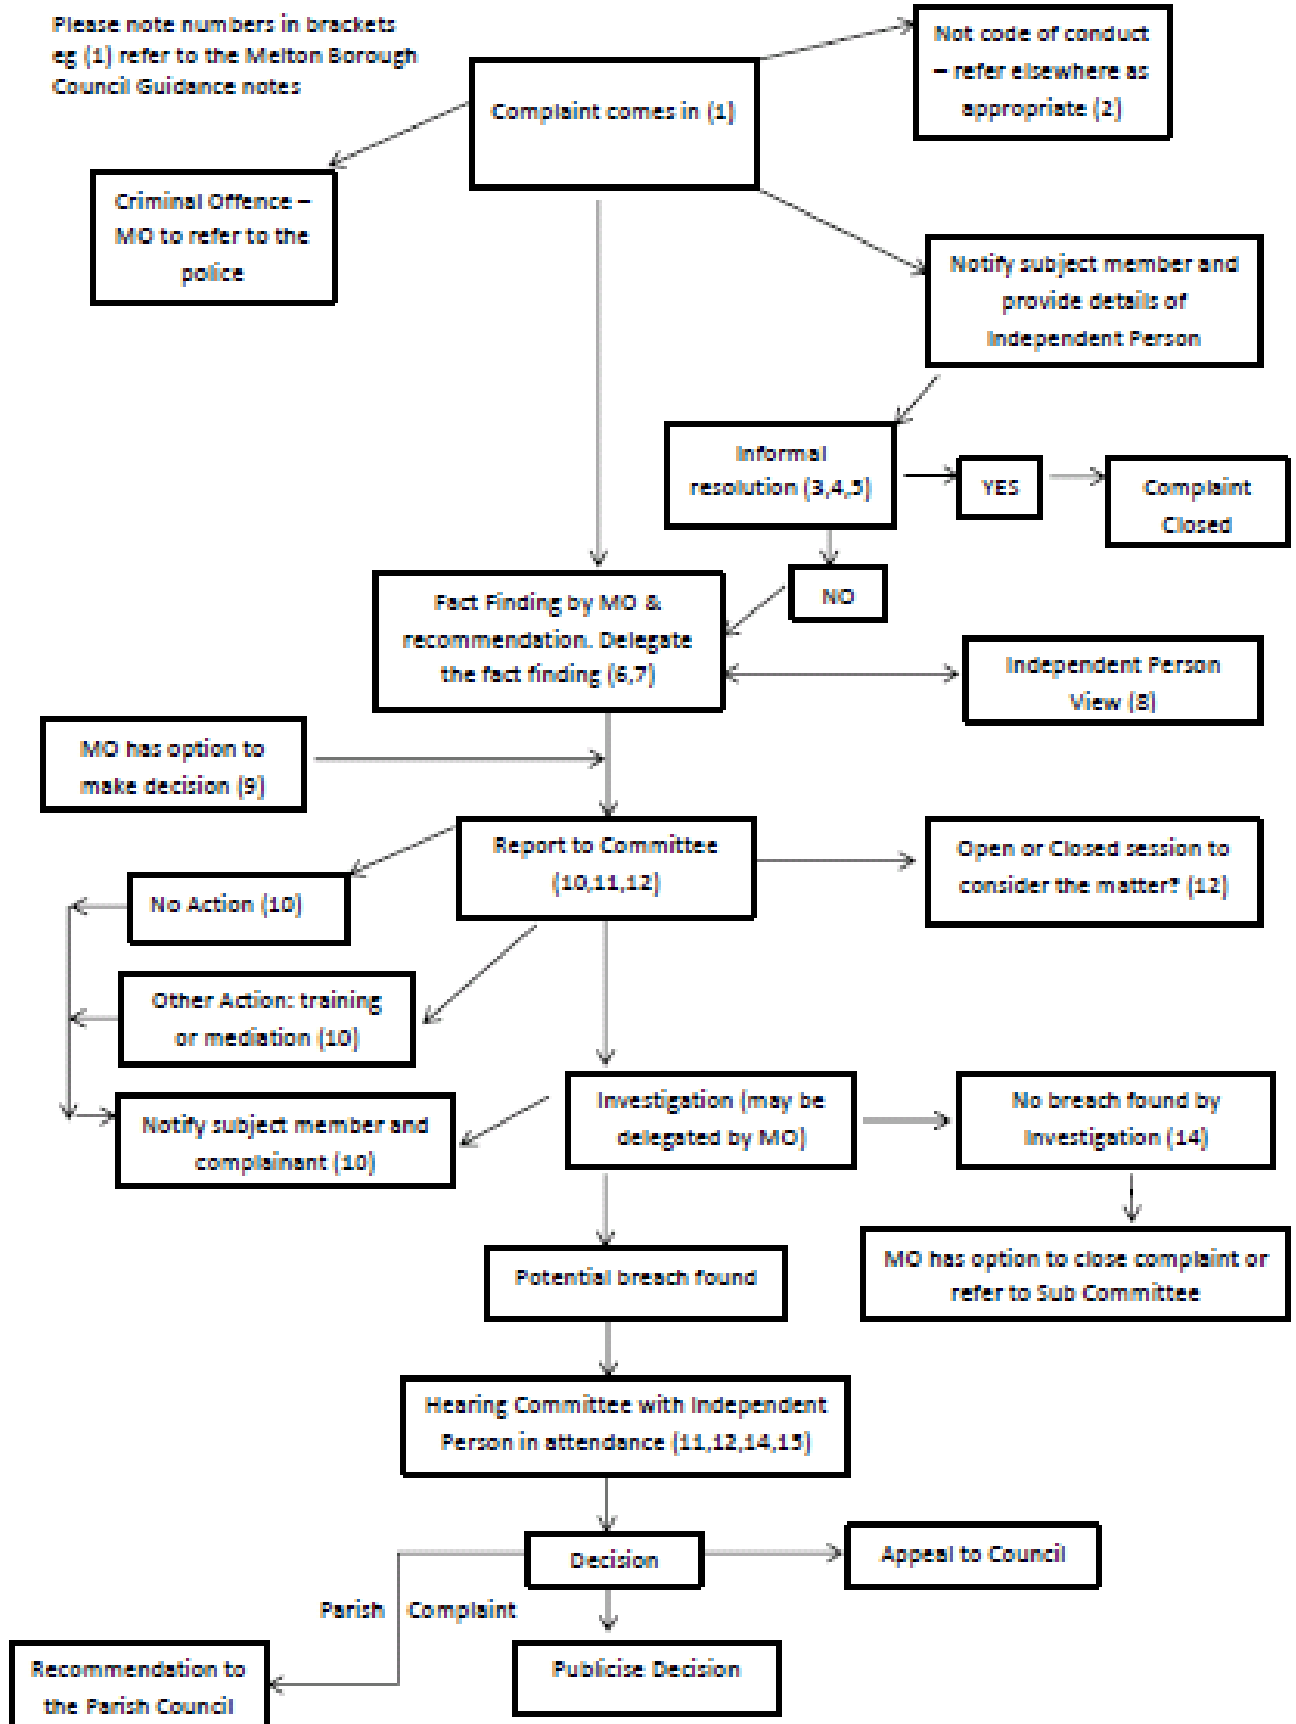 Please note numbers in brackets
eg (1) refer to the Melton Borough
Council Guidance notes
Not code of conduct
– refer elsewhere as
appropriate (2)
Complaint comes in (1)
Criminal Offence –
MO to refer to the
police
Notify subject member and
provide details of
Independent Person
Informal
resolution (3,4,5)
YES
Complaint
Closed
NO
Fact Finding by MO &
recommendation. Delegate
the fact finding (6,7)
Independent Person
View (8)
MO has option to
make decision (9)
Report to Committee
(10,11,12)
Open or Closed session to
consider the matter? (12)
No Action (10)
Other Action: training
or mediation (10)
Notify subject member and
complainant (10)
Investigation (may be
delegated by MO)
No breach found by
Investigation (14)
MO has option to close complaint or
refer to Sub Committee
Potential breach found
Hearing Committee with Independent
Person in attendance (11,12,14,15)
Decision
Appeal to Council
Parish Complaint
Publicise Decision
Recommendation to
the Parish Council